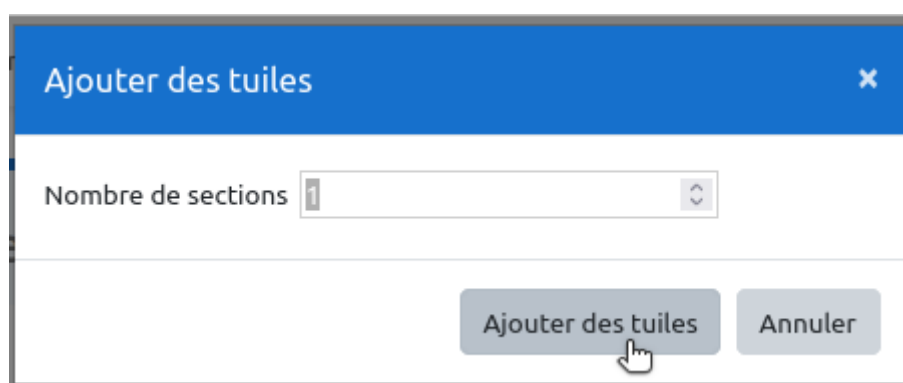 Ajouter des tuiles ×
Nombre de sections 1
Ajouter des tuiles Annuler